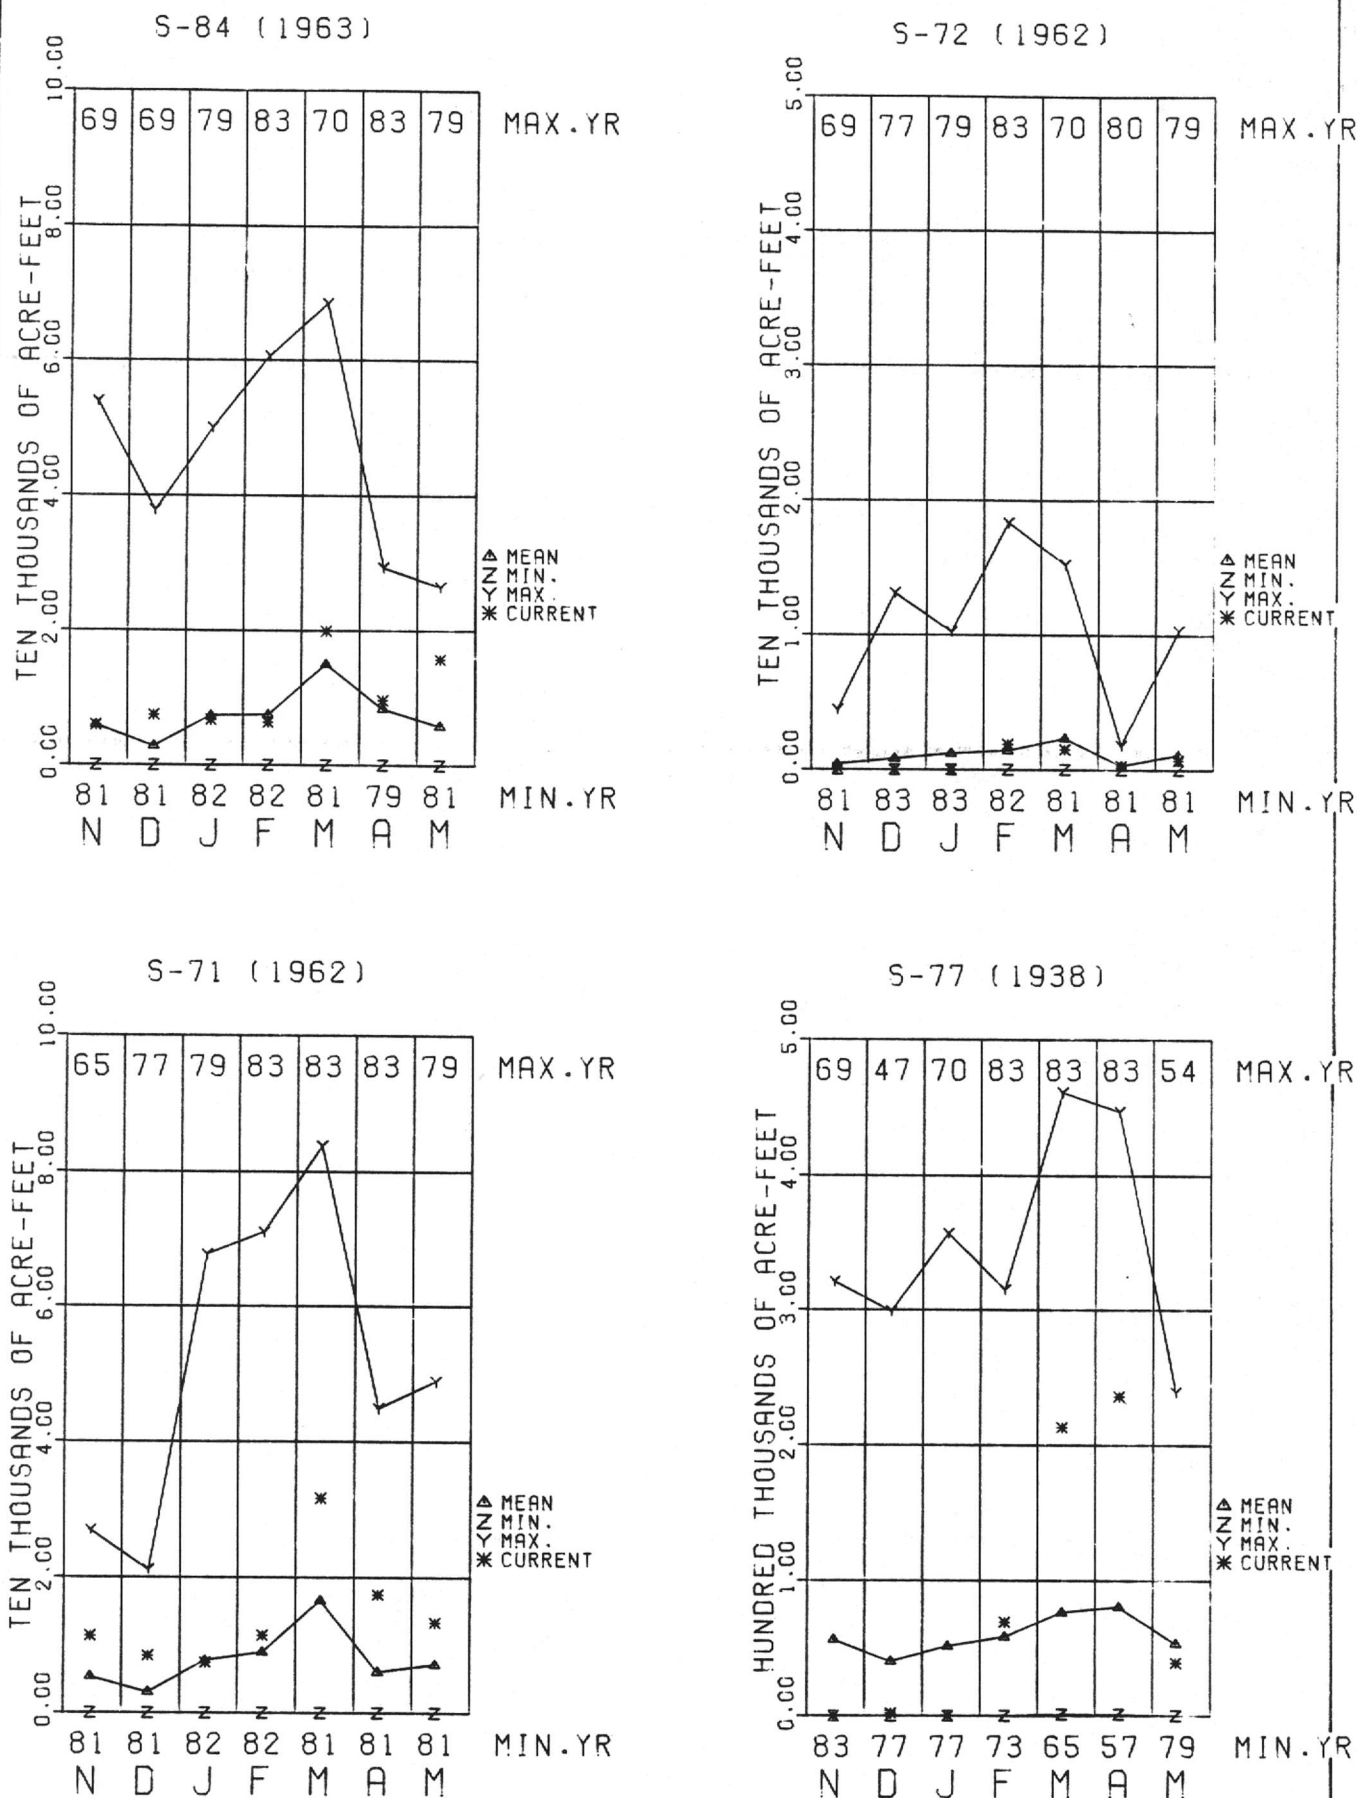 S-84 (1963)
10.00
69 69 79 83 70 83 79 MAX.YR
8.00
6.00
4.00
2.00
0.00
TEN THOUSANDS OF ACRE-FEET
△ MEAN
Z MIN.
Y MAX.
* CURRENT
81 81 82 82 81 79 81 MIN.YR
N D J F M A M
S-72 (1962)
5.00
69 77 79 83 70 80 79 MAX.YR
4.00
3.00
2.00
1.00
0.00
TEN THOUSANDS OF ACRE-FEET
△ MEAN
Z MIN.
Y MAX.
* CURRENT
81 83 83 82 81 81 81 MIN.YR
N D J F M A M
S-71 (1962)
10.00
65 77 79 83 83 83 79 MAX.YR
8.00
6.00
4.00
2.00
0.00
TEN THOUSANDS OF ACRE-FEET
△ MEAN
Z MIN.
Y MAX.
* CURRENT
81 81 82 82 81 81 81 MIN.YR
N D J F M A M
S-77 (1938)
5.00
69 47 70 83 83 83 54 MAX.YR
4.00
3.00
2.00
1.00
0.00
HUNDRED THOUSANDS OF ACRE-FEET
△ MEAN
Z MIN.
Y MAX.
* CURRENT
83 77 77 73 65 57 79 MIN.YR
N D J F M A M